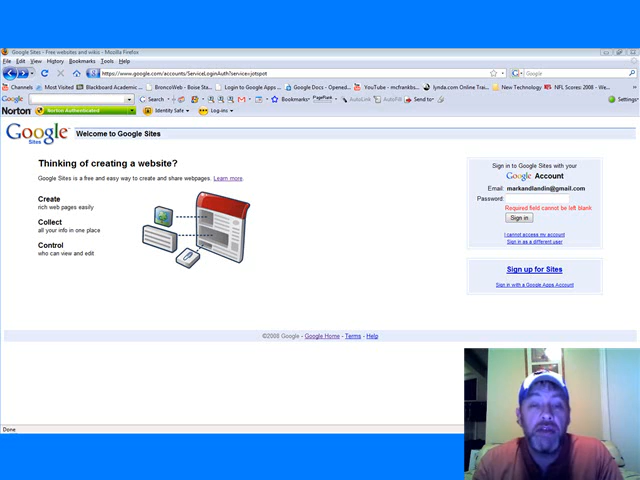 Google Sites - Free websites and wikis - Mozilla Firefox
File Edit View History Bookmarks Tools Help
https://www.google.com/accounts/ServiceLoginAuth?service=jotspot
Google
Channels Most Visited Blackboard Academic ... BroncoWeb - Boise Sta... Login to Google Apps ... Google Docs - Opened... YouTube - mcfrankbs... lynda.com Online Train... New Technology NFL Scores: 2008 - W...
Google Search Bookmarks PageRank AutoLink AutoFill Send to Settings
Norton Norton Authenticated Identity Safe Log-ins
Google Sites Welcome to Google Sites
Thinking of creating a website?
Google Sites is a free and easy way to create and share webpages. Learn more.
Create
rich web pages easily
Collect
all your info in one place
Control
who can view and edit
Sign in to Google Sites with your
Google Account
Email: markandlandin@gmail.com
Password:
Required field cannot be left blank
Sign in
I cannot access my account
Sign in as a different user
Sign up for Sites
Sign in with a Google Apps Account
©2008 Google - Google Home - Terms - Help
Done